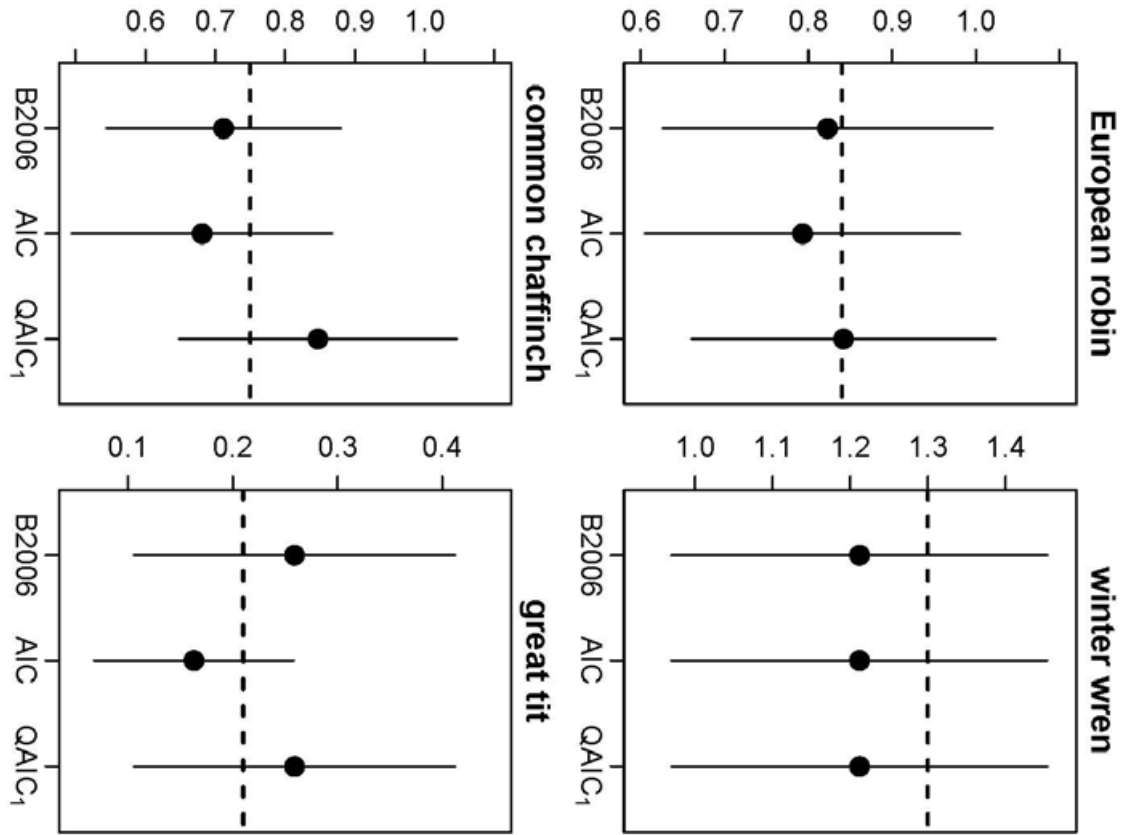 0.6 0.7 0.8 0.9 1.0
B2006
AIC
QAIC₁
common chaffinch
0.6 0.7 0.8 0.9 1.0
B2006
AIC
QAIC₁
European robin
0.1 0.2 0.3 0.4
B2006
AIC
QAIC₁
great tit
1.0 1.1 1.2 1.3 1.4
B2006
AIC
QAIC₁
winter wren